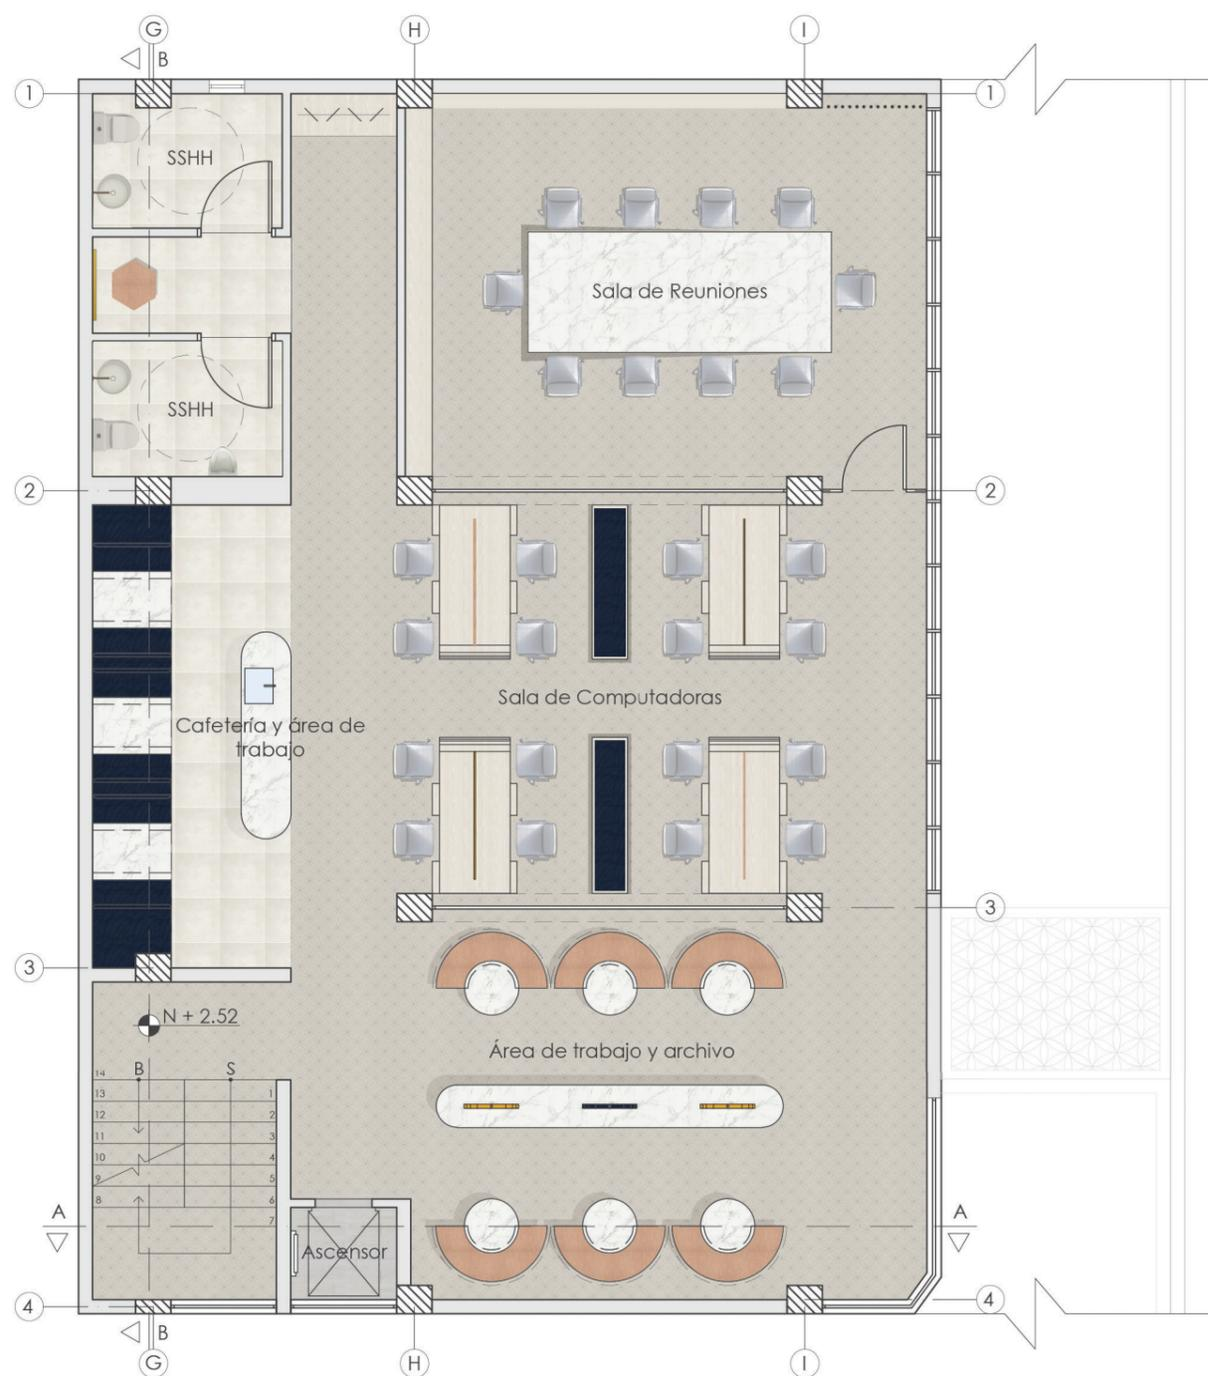 G
H
I
B
1
1
SSHH
Sala de Reuniones
SSHH
2
2
Sala de Computadoras
Cafetería y área de
trabajo
3
3
N + 2.52
Área de trabajo y archivo
B
S
14
13
12
11
10
9
8
1
2
3
4
5
6
7
A
A
Ascensor
4
4
B
G
H
I